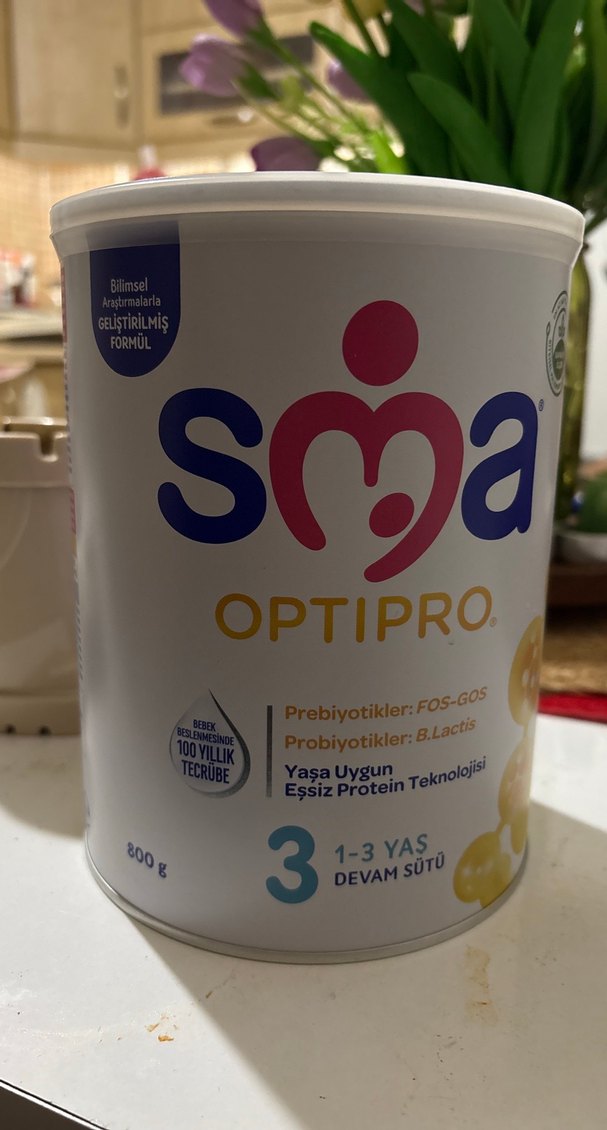 Bilimsel
Araştırmalarla
GELİŞTİRİLMİŞ
FORMÜL
sma®
OPTIPRO®
Prebiyotikler: FOS-GOS
Probiyotikler: B.Lactis
BEBEK
BESLENMESİNDE
100 YILLIK
TECRÜBE
Yaşa Uygun
Eşsiz Protein Teknolojisi
800 g
3
1-3 YAŞ
DEVAM SÜTÜ